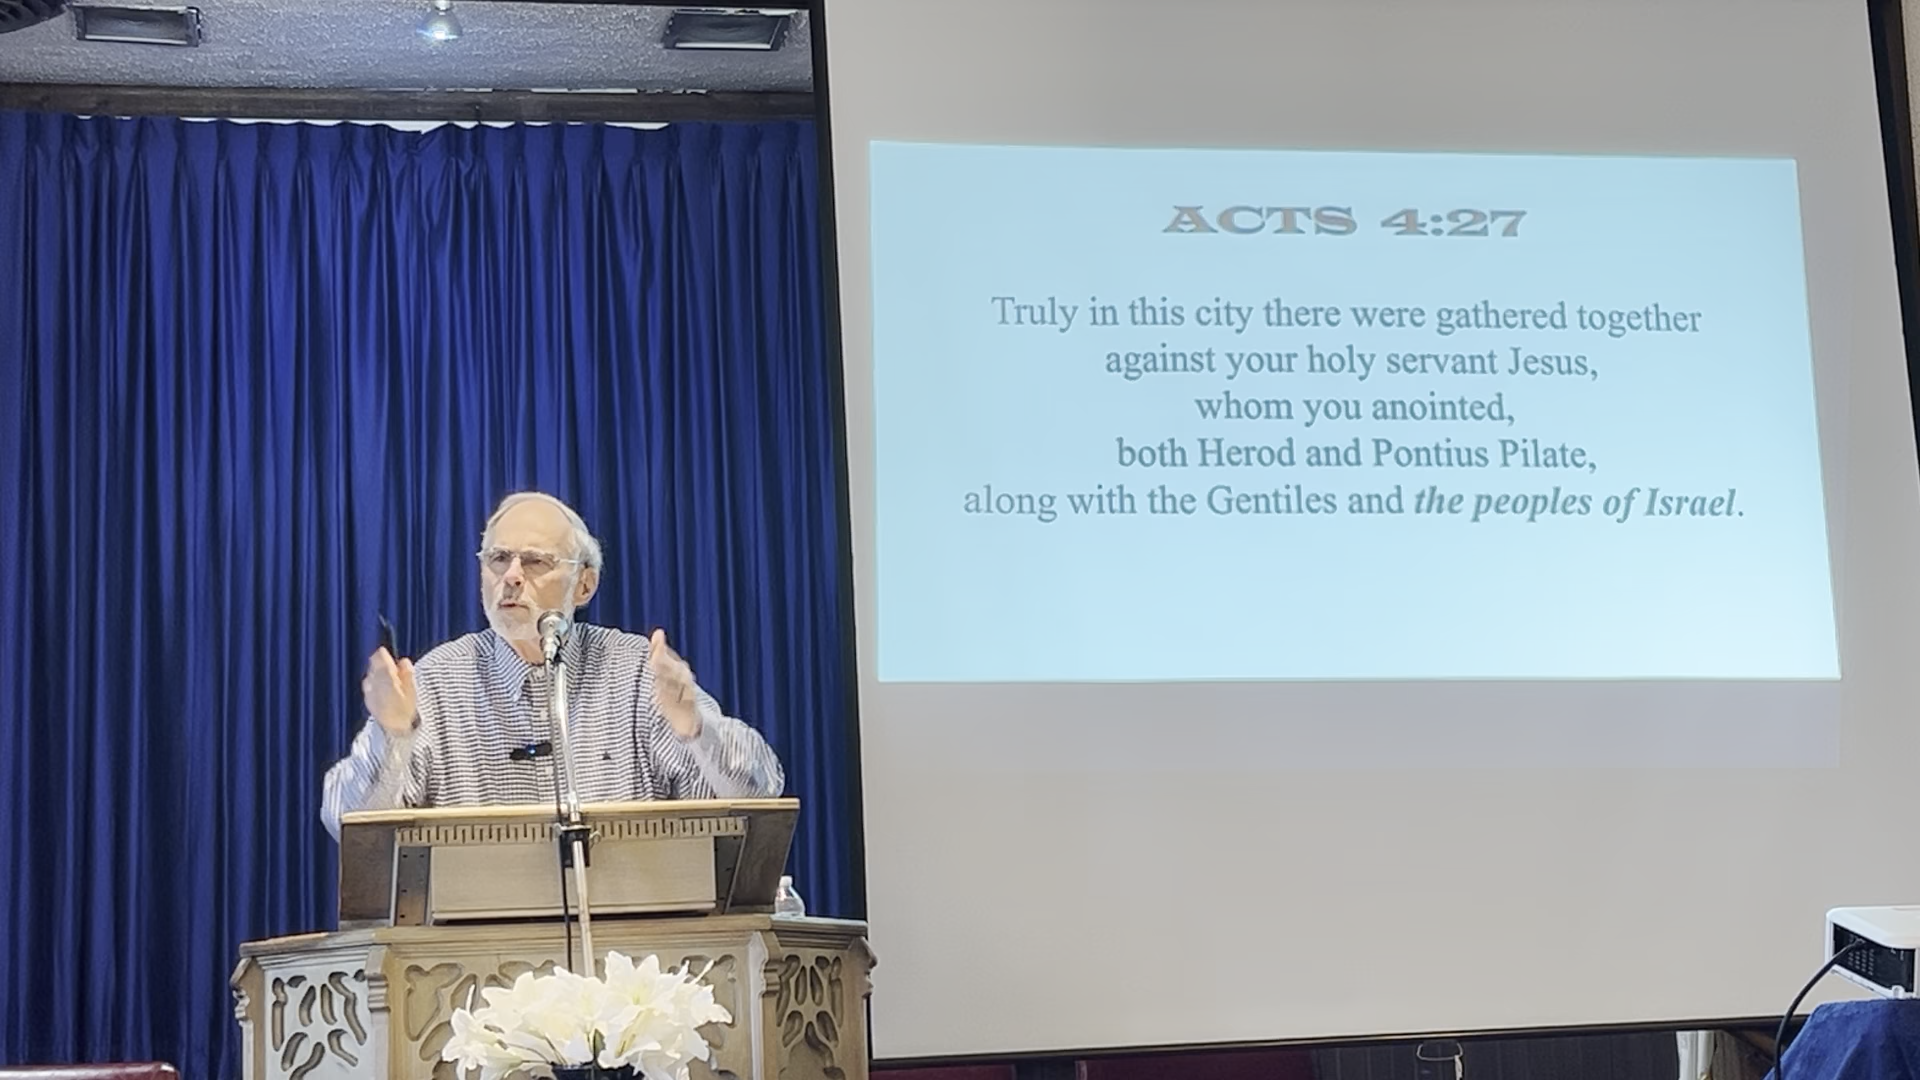 ACTS 4:27
Truly in this city there were gathered together
against your holy servant Jesus,
whom you anointed,
both Herod and Pontius Pilate,
along with the Gentiles and the peoples of Israel.